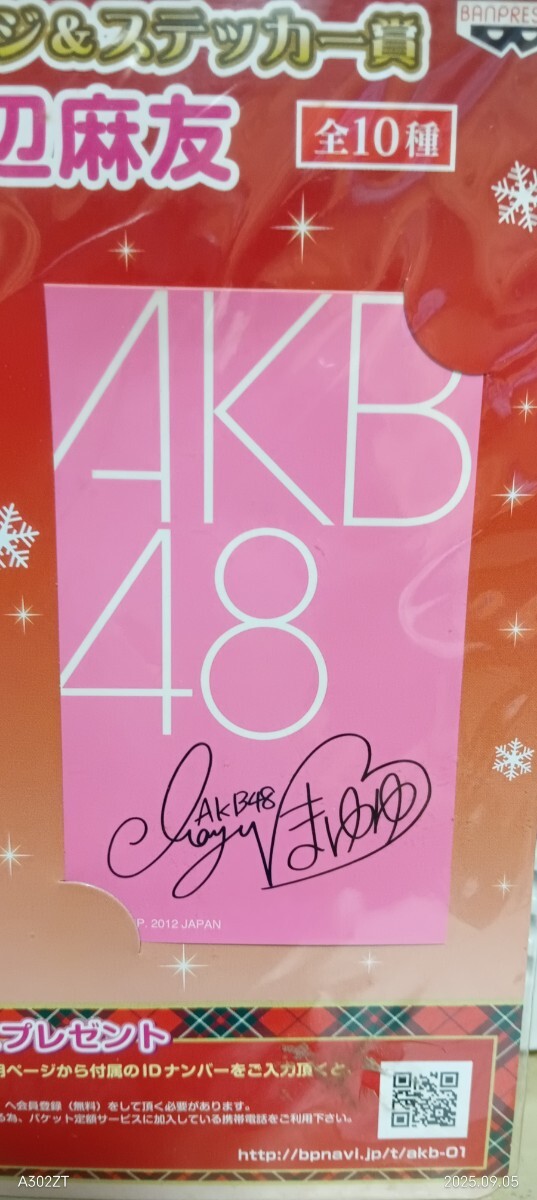 ジ&ステッカー賞
BANPRES
辺麻友
全10種
AKB
48
AKB48
Mayu まゆゆ
P. 2012 JAPAN
プレゼント
用ページから付属のIDナンバーをご入力頂くと、
へ会員登録（無料）をして頂く必要があります。
為、パケット定額サービスに加入している携帯電話をご利用下さい。
http://bpnavi.jp/t/akb-01
A302ZT
2025.09.05